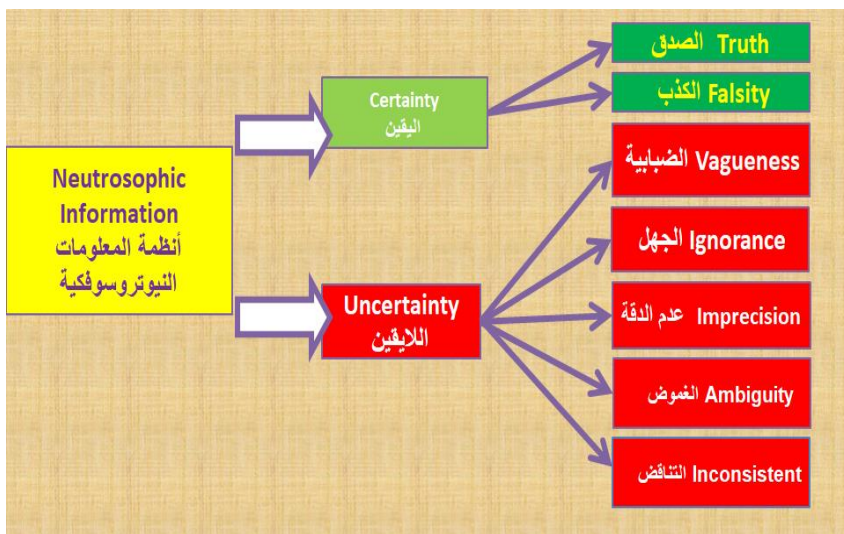 Neutrosophic
Information
أنظمة المعلومات
النيوتروسوفكية
Certainty
اليقين
Truth الصدق
Falsity الكذب
Uncertainty
اللايقين
Vagueness الضبابية
Ignorance الجهل
Imprecision عدم الدقة
Ambiguity الغموض
Inconsistent التناقض